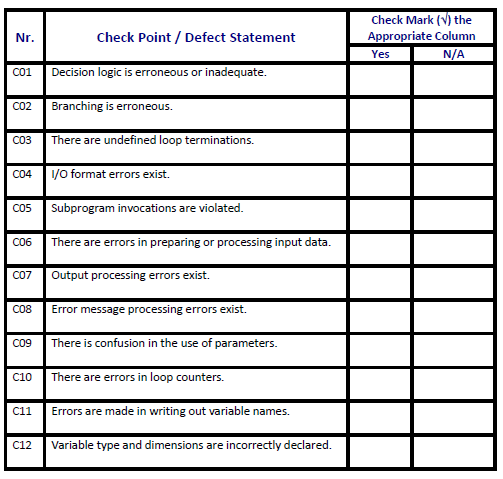 Nr.
Check Point / Defect Statement
Check Mark (√) the
Appropriate Column
Yes
N/A
C01 Decision logic is erroneous or inadequate.
C02 Branching is erroneous.
C03 There are undefined loop terminations.
C04 I/O format errors exist.
C05 Subprogram invocations are violated.
C06 There are errors in preparing or processing input data.
C07 Output processing errors exist.
C08 Error message processing errors exist.
C09 There is confusion in the use of parameters.
C10 There are errors in loop counters.
C11 Errors are made in writing out variable names.
C12 Variable type and dimensions are incorrectly declared.